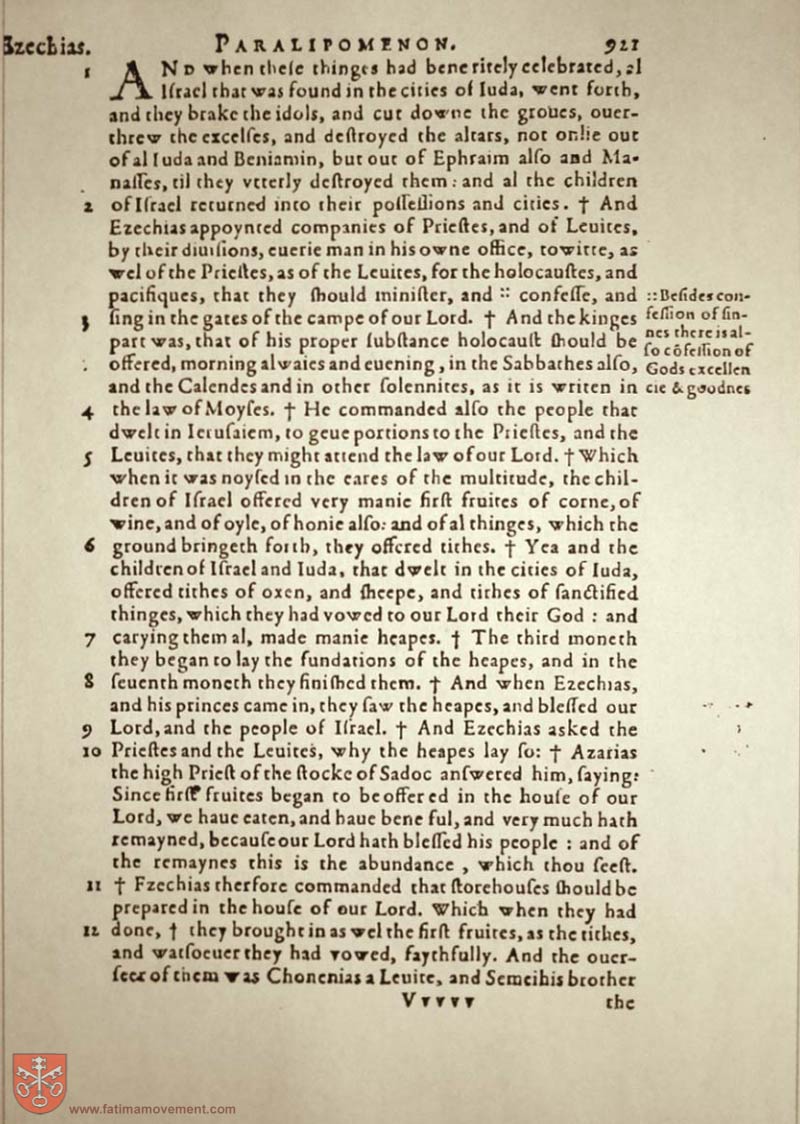 Ezechias. PARALIPOMENON. 921
1 AND when theſe thinges had bene ritely celebrated, al
Iſrael that was found in the cities of Iuda, went forth,
and they brake the idols, and cut downe the groues, ouer-
threw the excelſes, and deſtroyed the altars, not onlie out
of al Iuda and Beniamin, but out of Ephraim alſo and Ma-
naſſes, til they vtterly deſtroyed them: and al the children
2 of Iſrael returned into their poſſeſſions and cities. † And
Ezechias appoynted companies of Prieſtes, and of Leuites,
by their diuiſions, euerie man in his owne office, towitte, as
wel of the Prieſtes, as of the Leuites, for the holocauſtes, and
pacifiques, that they ſhould miniſter, and :: confeſſe, and
3 ſing in the gates of the campe of our Lord. † And the kinges
part was, that of his proper ſubſtance holocauſt ſhould be
offered, morning alwaies and euening, in the Sabbathes alſo,
and the Calendes and in other ſolennites, as it is writen in
4 the law of Moyſes. † He commanded alſo the people that
dwelt in Ieruſalem, to geue portions to the Prieſtes, and the
5 Leuites, that they might attend the law of our Lord. † Which
when it was noyſed in the eares of the multitude, the chil-
dren of Iſrael offered very manie firſt fruites of corne, of
wine, and of oyle, of honie alſo: and of al thinges, which the
6 ground bringeth forth, they offered tithes. † Yea and the
children of Iſrael and Iuda, that dwelt in the cities of Iuda,
offered tithes of oxen, and ſheepe, and tithes of ſanctified
thinges, which they had vowed to our Lord their God : and
7 carying them al, made manie heapes. † The third moneth
they began to lay the fundations of the heapes, and in the
8 ſeuenth moneth they finiſhed them. † And when Ezechias,
and his princes came in, they ſaw the heapes, and bleſſed our
9 Lord, and the people of Iſrael. † And Ezechias asked the
10 Prieſtes and the Leuites, why the heapes lay ſo: † Azarias
the high Prieſt of the ſtocke of Sadoc anſwered him, ſaying:
Since firſt fruites began to be offered in the houſe of our
Lord, we haue eaten, and haue bene ful, and very much hath
remayned, becauſe our Lord hath bleſſed his people : and of
the remaynes this is the abundance , which thou ſeeſt.
11 † Ezechias therfore commanded that ſtorehouſes ſhould be
prepared in the houſe of our Lord. Which when they had
12 done, † they brought in as wel the firſt fruites, as the tithes,
and watſoeuer they had vowed, faythfully. And the ouer-
ſeer of them was Chonenias a Leuite, and Semei his brother
Vvvvv the
:: Beſides con-
feſſion of ſin-
nes there is al-
ſo cõfeſſion of
Gods excellen
cie & goodnes
www.fatimamovement.com